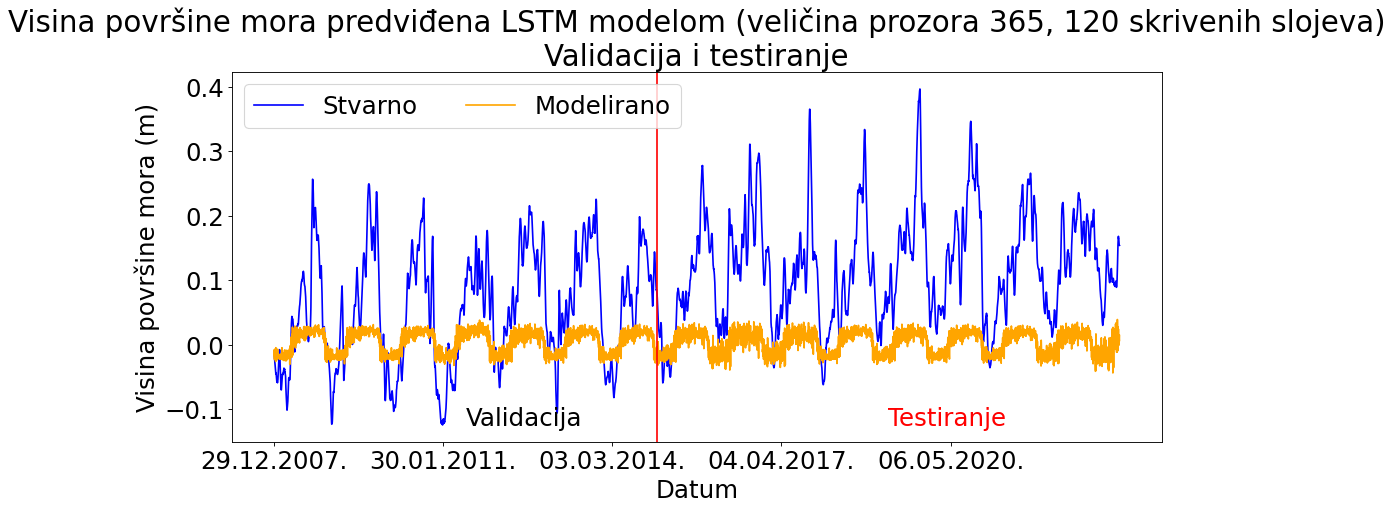 Visina površine mora predviđena LSTM modelom (veličina prozora 365, 120 skrivenih slojeva)
Validacija i testiranje
Stvarno Modelirano
Visina površine mora (m)
0.4
0.3
0.2
0.1
0.0
−0.1
Validacija Testiranje
29.12.2007. 30.01.2011. 03.03.2014. 04.04.2017. 06.05.2020.
Datum